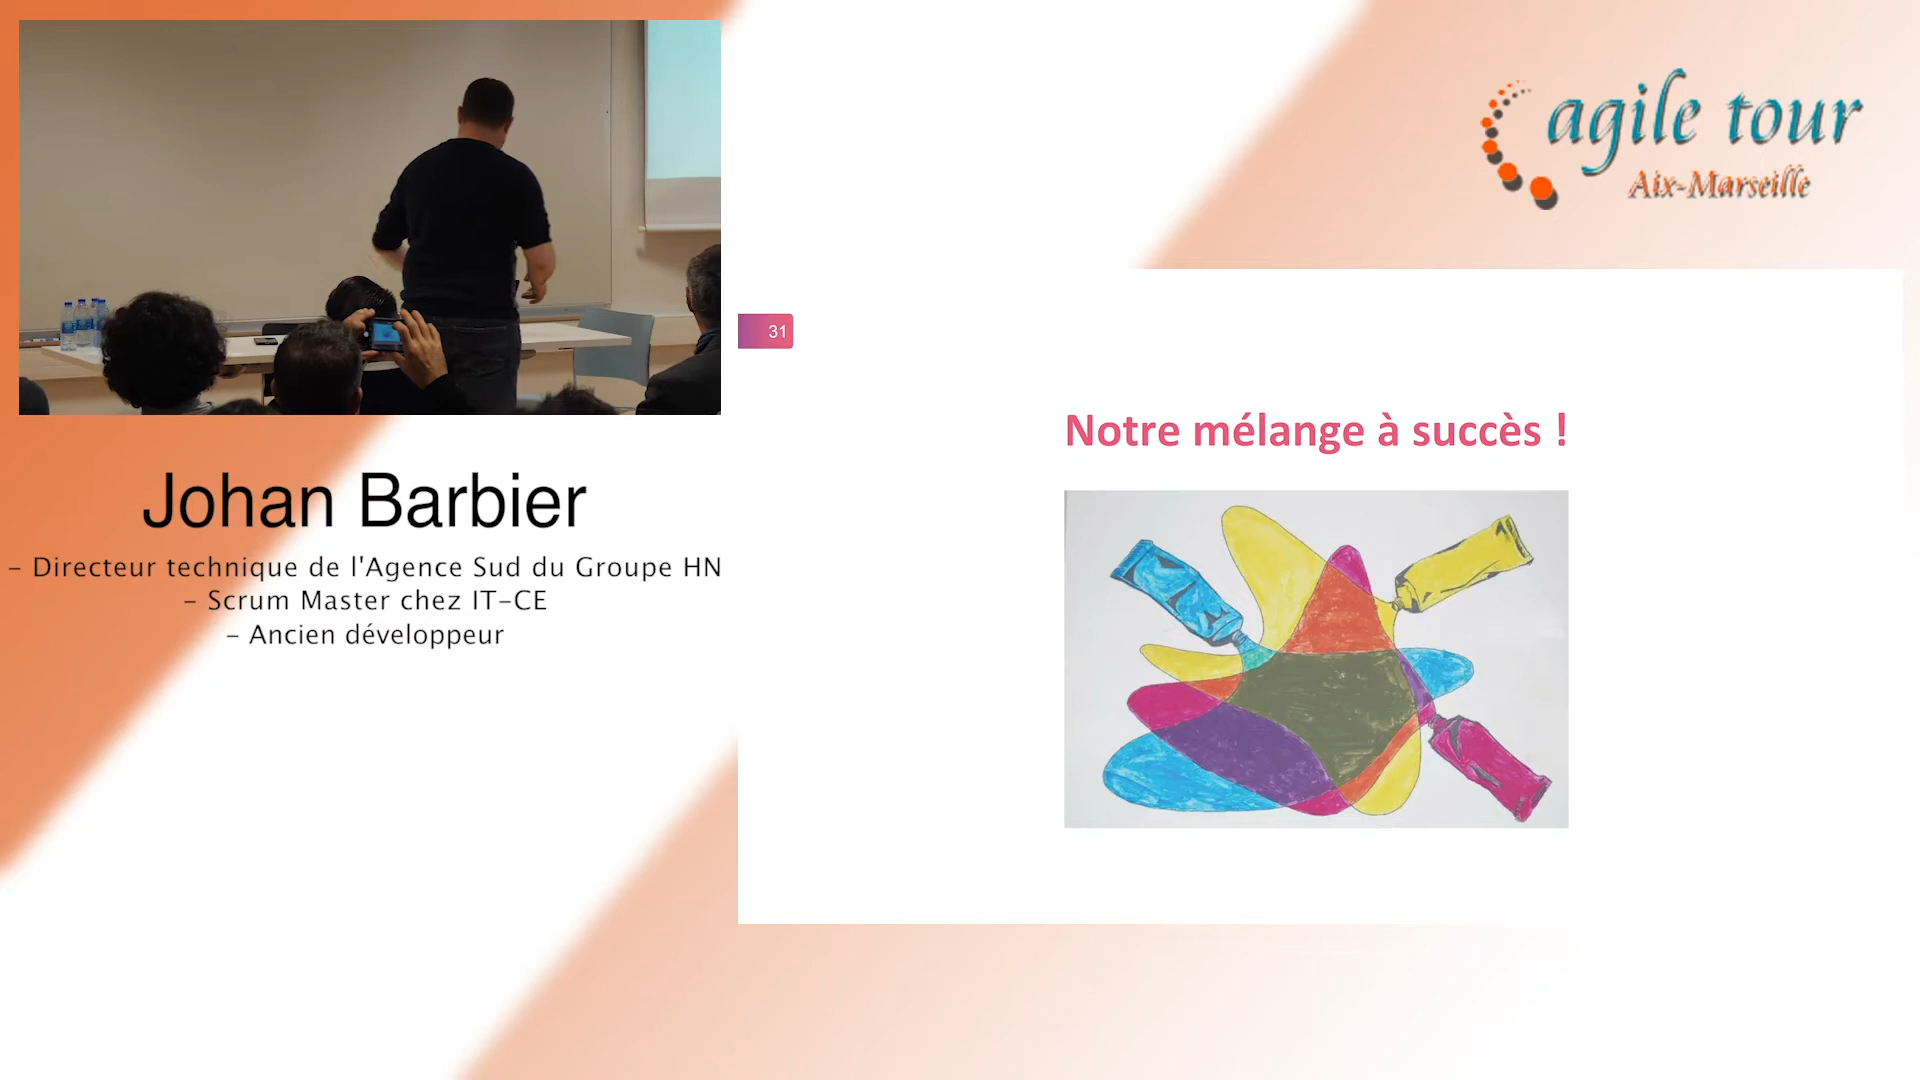 agile tour
Aix-Marseille
31
Notre mélange à succès !
Johan Barbier
– Directeur technique de l'Agence Sud du Groupe HN
– Scrum Master chez IT-CE
– Ancien développeur